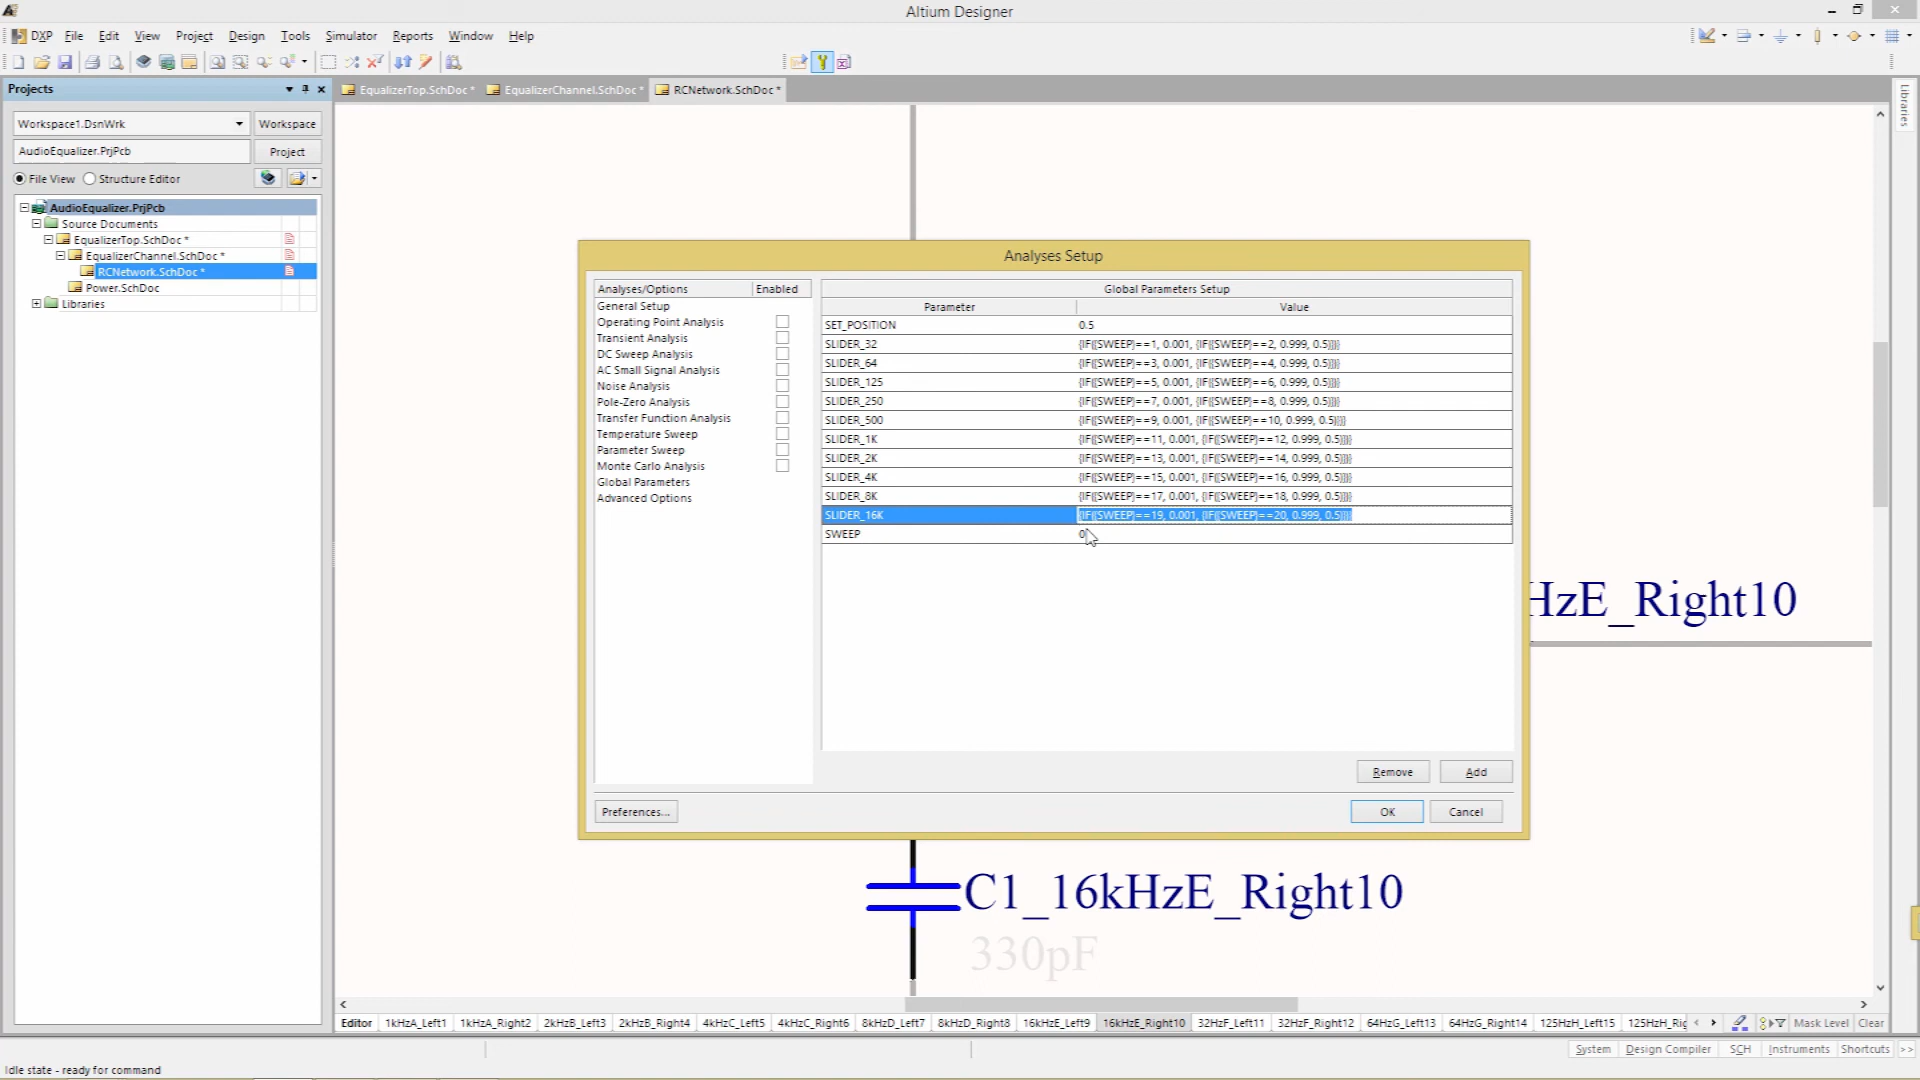 Altium Designer
DXP File Edit View Project Design Tools Simulator Reports Window Help
Projects
EqualizerTop.SchDoc * EqualizerChannel.SchDoc * RCNetwork.SchDoc *
Libraries
Workspace1.DsnWrk Workspace
AudioEqualizer.PrjPcb Project
File View Structure Editor
AudioEqualizer.PrjPcb
Source Documents
EqualizerTop.SchDoc *
EqualizerChannel.SchDoc *
RCNetwork.SchDoc *
Power.SchDoc
Libraries
Analyses Setup
Analyses/Options Enabled
General Setup
Operating Point Analysis
Transient Analysis
DC Sweep Analysis
AC Small Signal Analysis
Noise Analysis
Pole-Zero Analysis
Transfer Function Analysis
Temperature Sweep
Parameter Sweep
Monte Carlo Analysis
Global Parameters
Advanced Options
Global Parameters Setup
Parameter Value
SET_POSITION 0.5
SLIDER_32 {IF({SWEEP}==1, 0.001, {IF({SWEEP}==2, 0.999, 0.5)})}
SLIDER_64 {IF({SWEEP}==3, 0.001, {IF({SWEEP}==4, 0.999, 0.5)})}
SLIDER_125 {IF({SWEEP}==5, 0.001, {IF({SWEEP}==6, 0.999, 0.5)})}
SLIDER_250 {IF({SWEEP}==7, 0.001, {IF({SWEEP}==8, 0.999, 0.5)})}
SLIDER_500 {IF({SWEEP}==9, 0.001, {IF({SWEEP}==10, 0.999, 0.5)})}
SLIDER_1K {IF({SWEEP}==11, 0.001, {IF({SWEEP}==12, 0.999, 0.5)})}
SLIDER_2K {IF({SWEEP}==13, 0.001, {IF({SWEEP}==14, 0.999, 0.5)})}
SLIDER_4K {IF({SWEEP}==15, 0.001, {IF({SWEEP}==16, 0.999, 0.5)})}
SLIDER_8K {IF({SWEEP}==17, 0.001, {IF({SWEEP}==18, 0.999, 0.5)})}
SLIDER_16K {IF({SWEEP}==19, 0.001, {IF({SWEEP}==20, 0.999, 0.5)})}
SWEEP 0
Remove Add
Preferences... OK Cancel
HzE_Right10
C1_16kHzE_Right10
330pF
Editor 1kHzA_Left1 1kHzA_Right2 2kHzB_Left3 2kHzB_Right4 4kHzC_Left5 4kHzC_Right6 8kHzD_Left7 8kHzD_Right8 16kHzE_Left9 16kHzE_Right10 32HzF_Left11 32HzF_Right12 64HzG_Left13 64HzG_Right14 125HzH_Left15 125HzH_Rig Mask Level Clear
System Design Compiler SCH Instruments Shortcuts >>
Idle state - ready for command